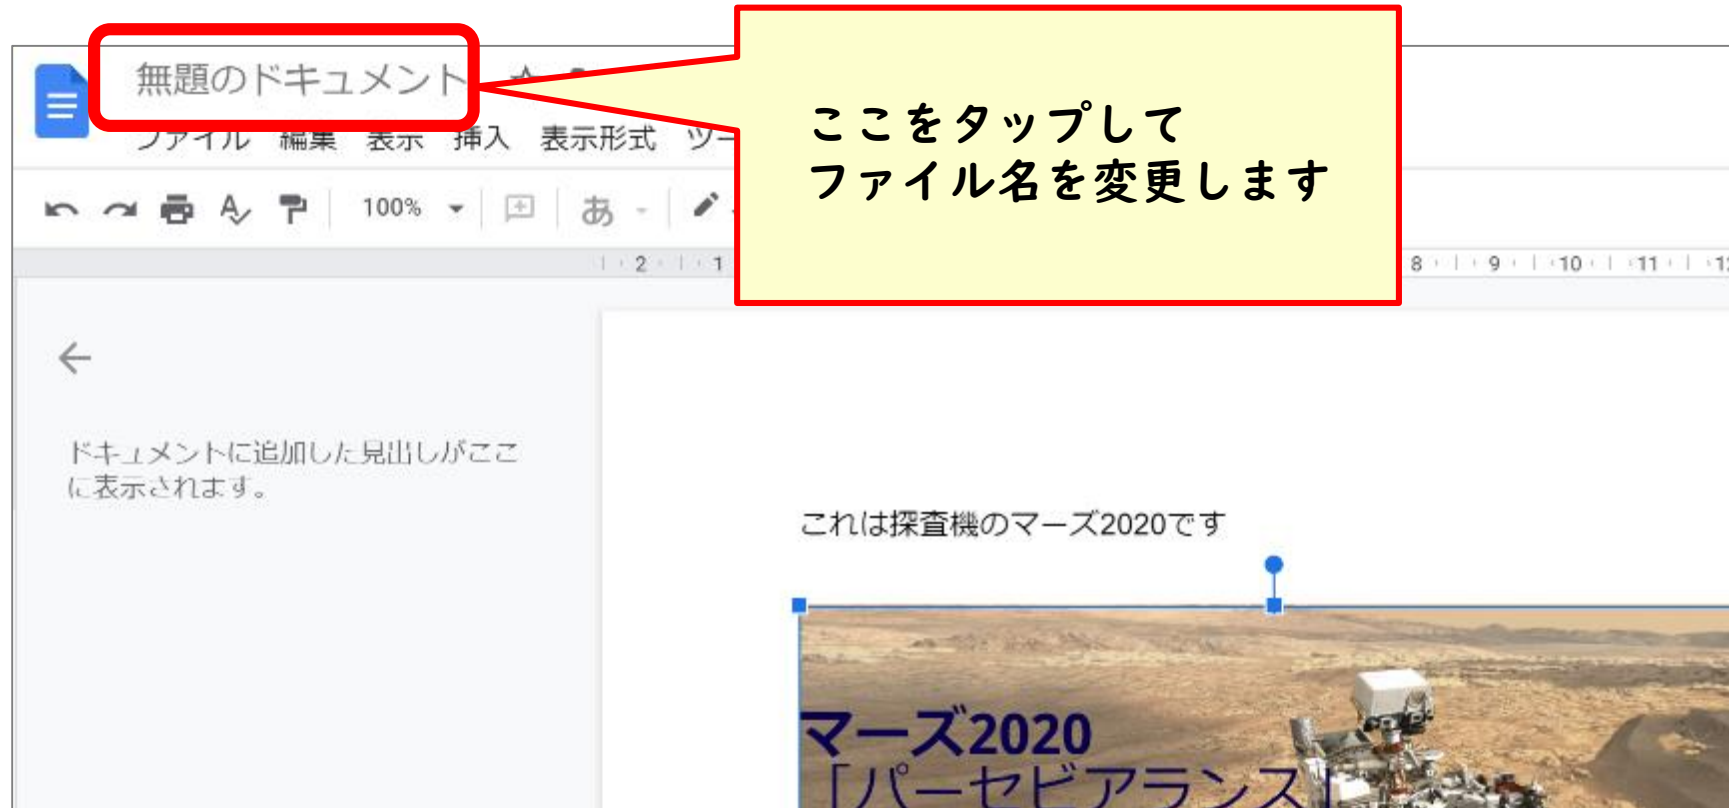 無題のドキュメント
ファイル 編集 表示 挿入 表示形式
ここをタップして
ファイル名を変更します
100% あ
2 1 8 9 10 11
ドキュメントに追加した見出しがここ
に表示されます。
これは探査機のマーズ2020です
マーズ2020
「パーセビアランス」